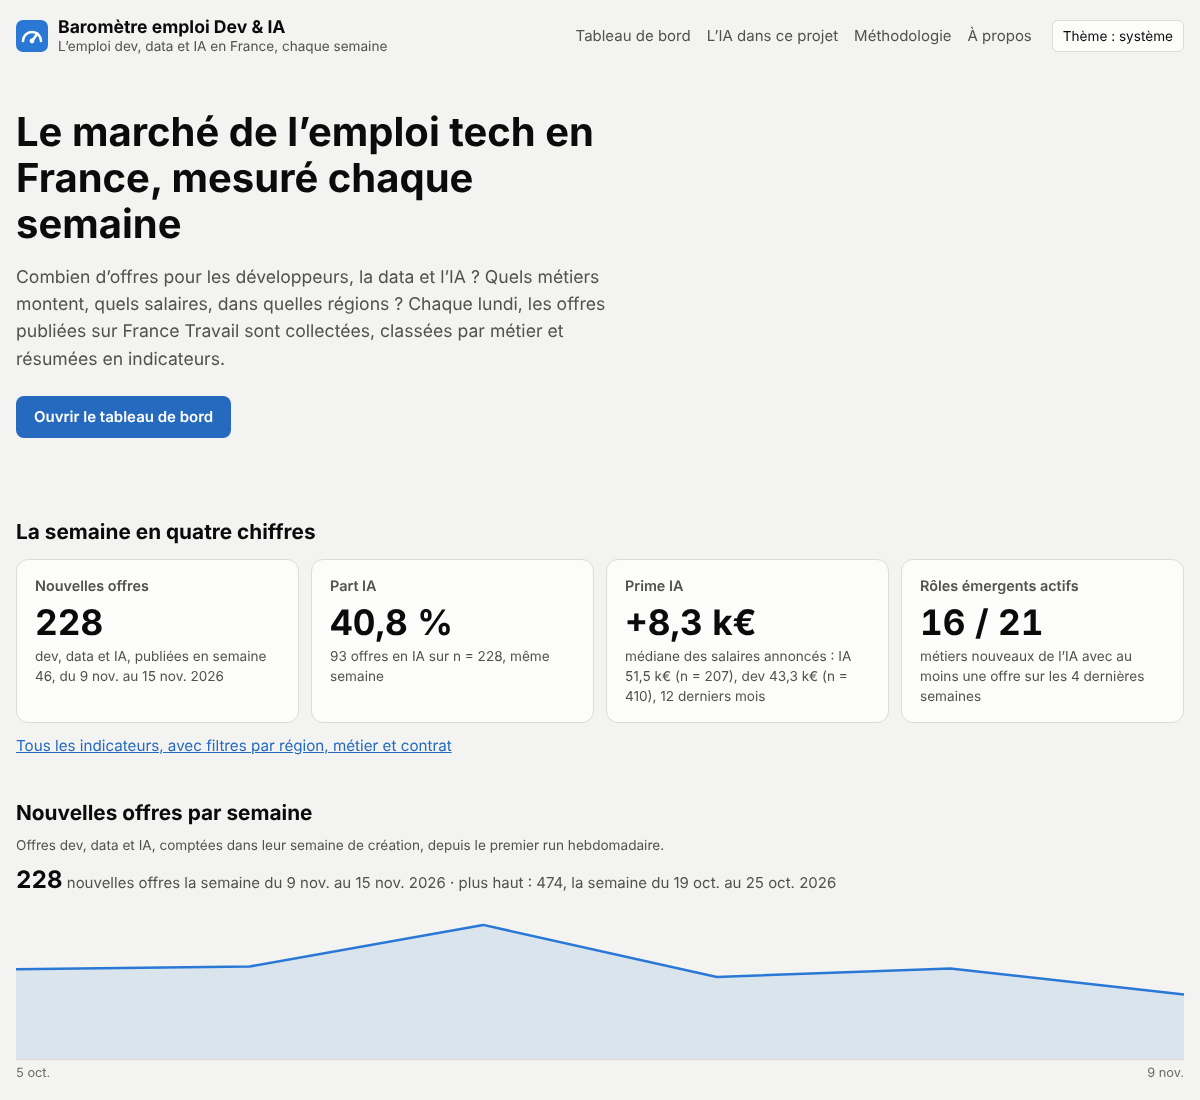 Baromètre emploi Dev & IA
L’emploi dev, data et IA en France, chaque semaine
Tableau de bord
L’IA dans ce projet
Méthodologie
À propos
Thème : système
Le marché de l’emploi tech en
France, mesuré chaque
semaine
Combien d’offres pour les développeurs, la data et l’IA ? Quels métiers
montent, quels salaires, dans quelles régions ? Chaque lundi, les offres
publiées sur France Travail sont collectées, classées par métier et
résumées en indicateurs.
Ouvrir le tableau de bord
La semaine en quatre chiffres
Nouvelles offres
228
dev, data et IA, publiées en semaine
46, du 9 nov. au 15 nov. 2026
Part IA
40,8 %
93 offres en IA sur n = 228, même
semaine
Prime IA
+8,3 k€
médiane des salaires annoncés : IA
51,5 k€ (n = 207), dev 43,3 k€ (n =
410), 12 derniers mois
Rôles émergents actifs
16 / 21
métiers nouveaux de l’IA avec au
moins une offre sur les 4 dernières
semaines
Tous les indicateurs, avec filtres par région, métier et contrat
Nouvelles offres par semaine
Offres dev, data et IA, comptées dans leur semaine de création, depuis le premier run hebdomadaire.
228 nouvelles offres la semaine du 9 nov. au 15 nov. 2026 · plus haut : 474, la semaine du 19 oct. au 25 oct. 2026
5 oct.
9 nov.